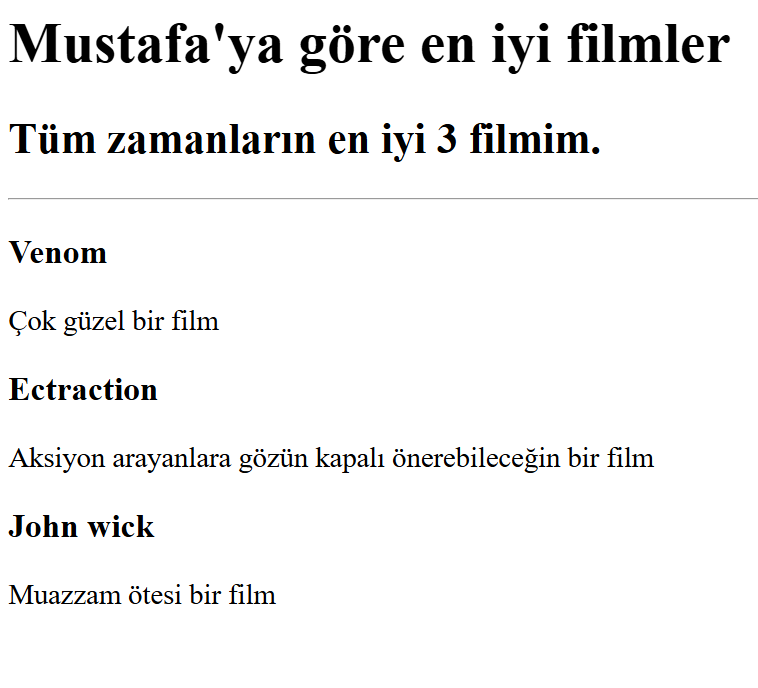 Mustafa'ya göre en iyi filmler
Tüm zamanların en iyi 3 filmim.
Venom
Çok güzel bir film
Ectraction
Aksiyon arayanlara gözün kapalı önerebileceğin bir film
John wick
Muazzam ötesi bir film